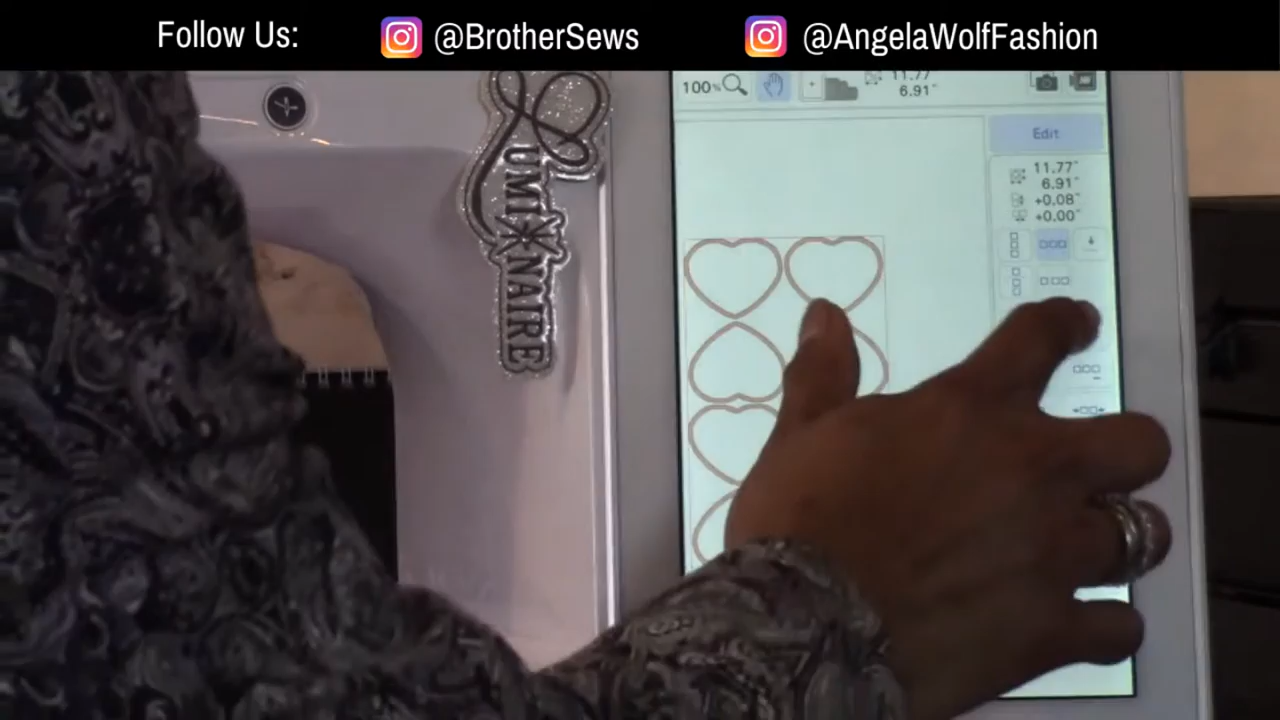 Follow Us: @BrotherSews @AngelaWolfFashion
100%
11.77"
6.91"
LUMINAIRE
Edit
11.77"
6.91"
+0.08"
+0.00"